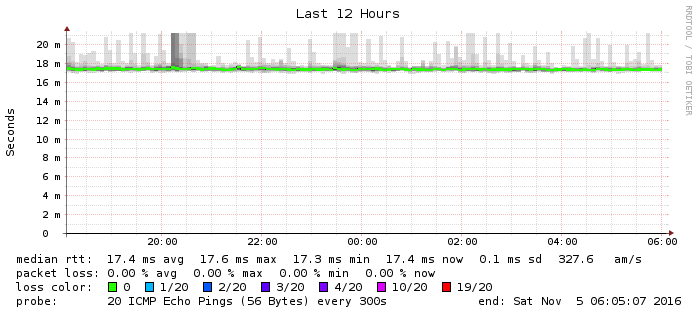 Last 12 Hours
RRDTOOL / TOBI OETIKER
Seconds
20 m
18 m
16 m
14 m
12 m
10 m
8 m
6 m
4 m
2 m
0
20:00 22:00 00:00 02:00 04:00 06:00
median rtt: 17.4 ms avg 17.6 ms max 17.3 ms min 17.4 ms now 0.1 ms sd 327.6 am/s
packet loss: 0.00 % avg 0.00 % max 0.00 % min 0.00 % now
loss color: 0 1/20 2/20 3/20 4/20 10/20 19/20
probe: 20 ICMP Echo Pings (56 Bytes) every 300s end: Sat Nov 5 06:05:07 2016